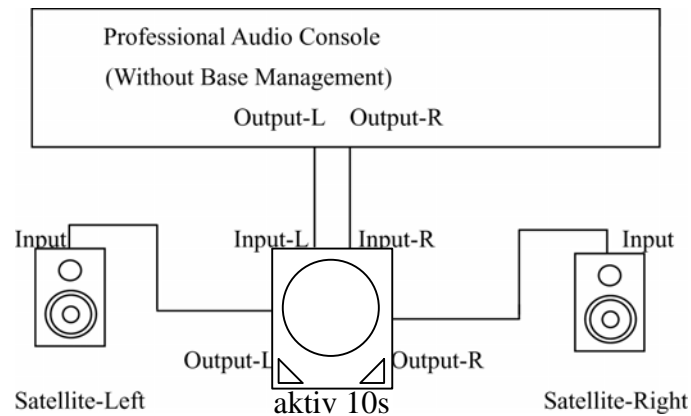 Professional Audio Console
(Without Base Management)
Output-L Output-R
Input Input-L Input-R Input
Output-L Output-R
Satellite-Left aktiv 10s Satellite-Right